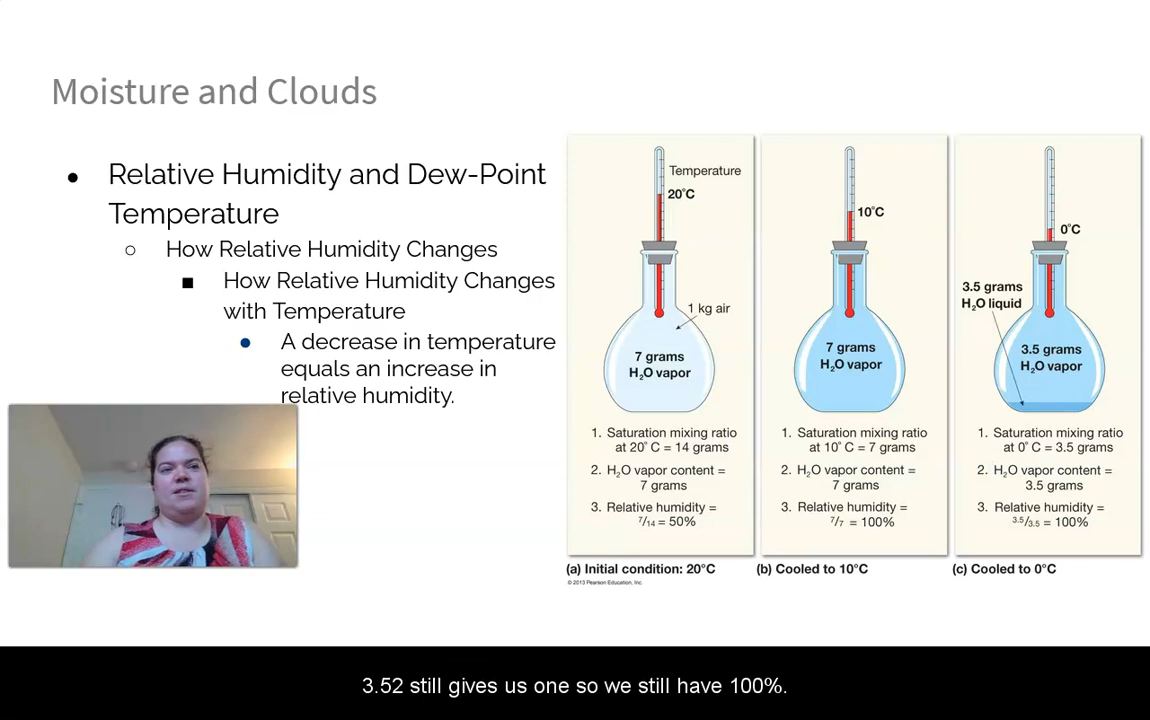 Moisture and Clouds
● Relative Humidity and Dew-Point
Temperature
○ How Relative Humidity Changes
■ How Relative Humidity Changes
with Temperature
● A decrease in temperature
equals an increase in
relative humidity.
Temperature
20°C
1 kg air
7 grams
H₂O vapor
1. Saturation mixing ratio
at 20°C = 14 grams
2. H₂O vapor content =
7 grams
3. Relative humidity =
7/14 = 50%
(a) Initial condition: 20°C
© 2013 Pearson Education, Inc.
10°C
7 grams
H₂O vapor
1. Saturation mixing ratio
at 10°C = 7 grams
2. H₂O vapor content =
7 grams
3. Relative humidity =
7/7 = 100%
(b) Cooled to 10°C
0°C
3.5 grams
H₂O liquid
3.5 grams
H₂O vapor
1. Saturation mixing ratio
at 0°C = 3.5 grams
2. H₂O vapor content =
3.5 grams
3. Relative humidity =
3.5/3.5 = 100%
(c) Cooled to 0°C
3.52 still gives us one so we still have 100%.